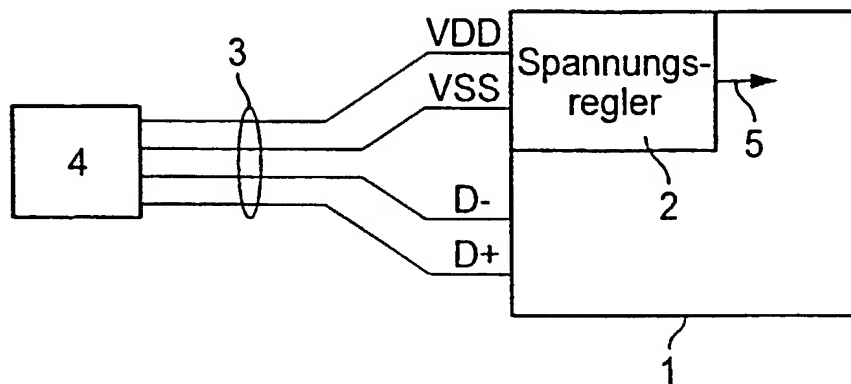 3
VDD
VSS
D-
D+
4
Spannungs-
regler
2
5
1